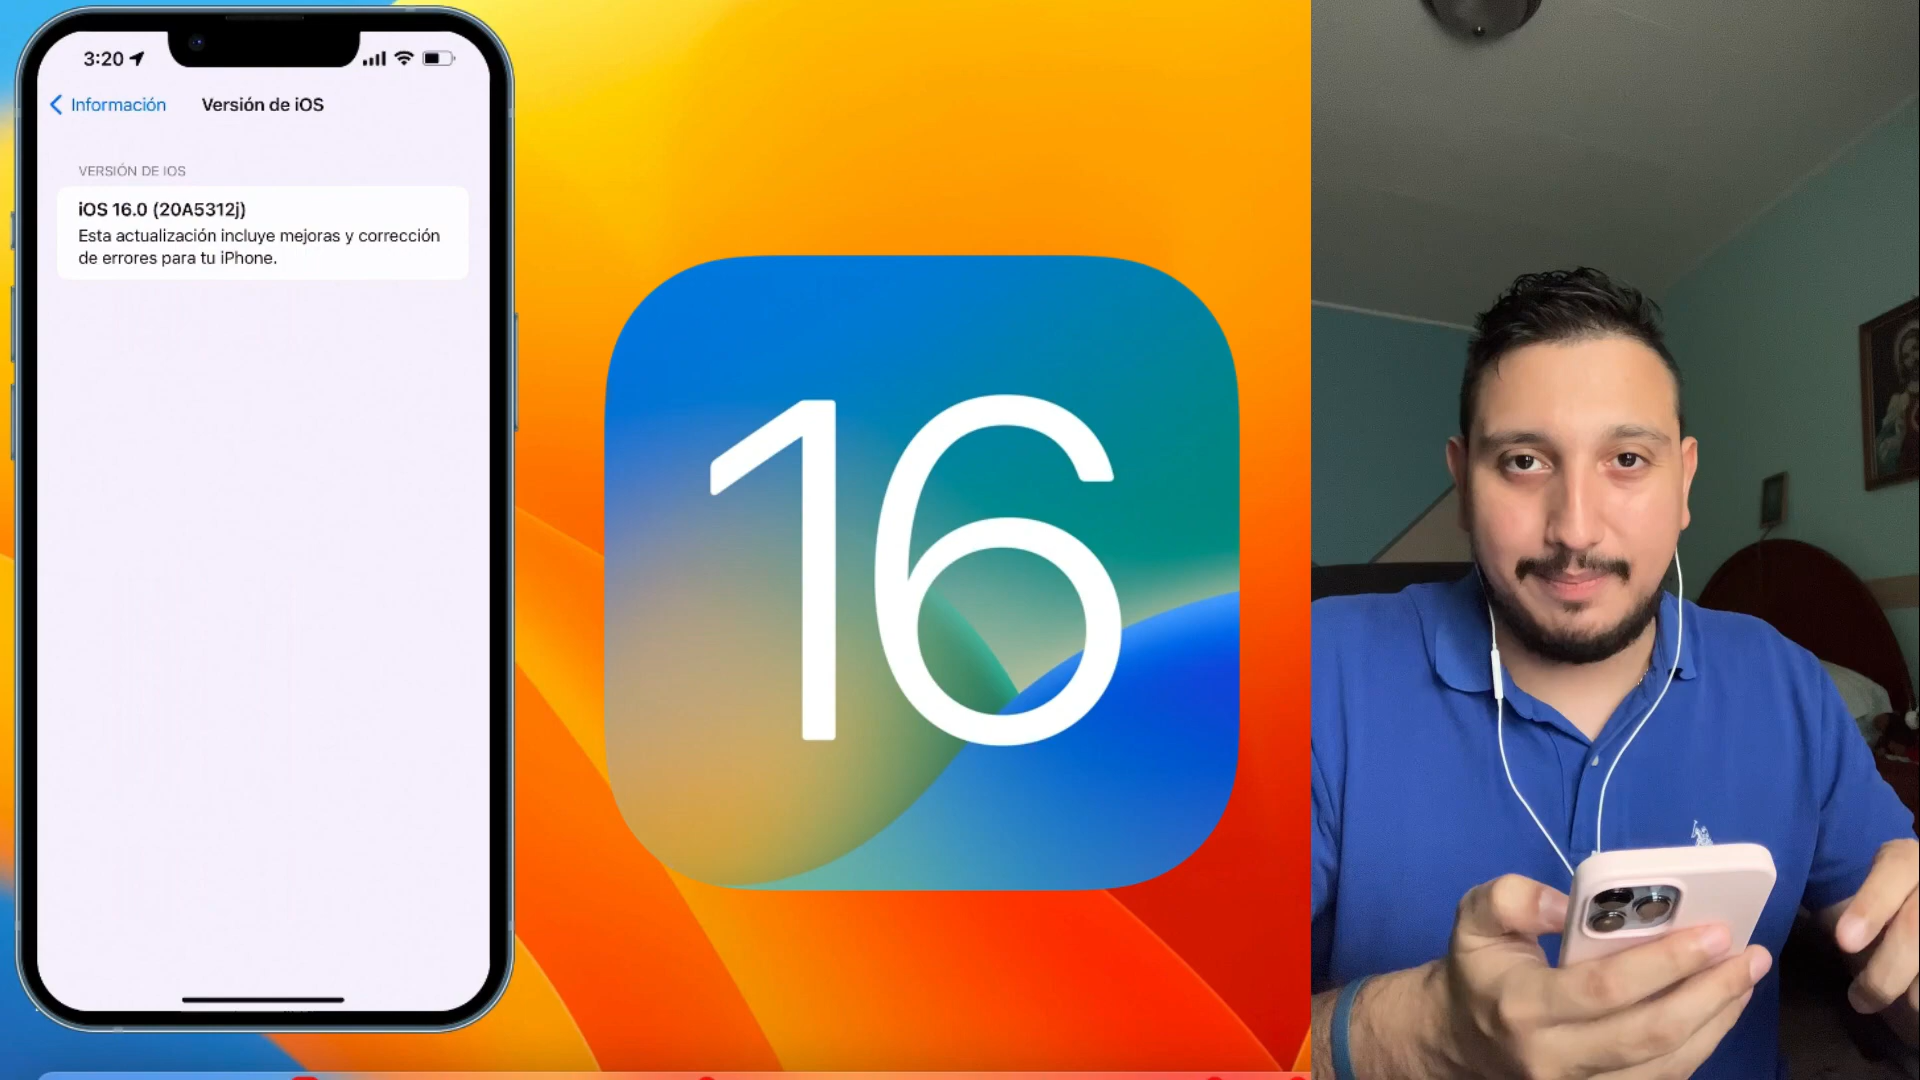 3:20
Información
Versión de iOS
VERSIÓN DE IOS
iOS 16.0 (20A5312j)
Esta actualización incluye mejoras y corrección
de errores para tu iPhone.
16